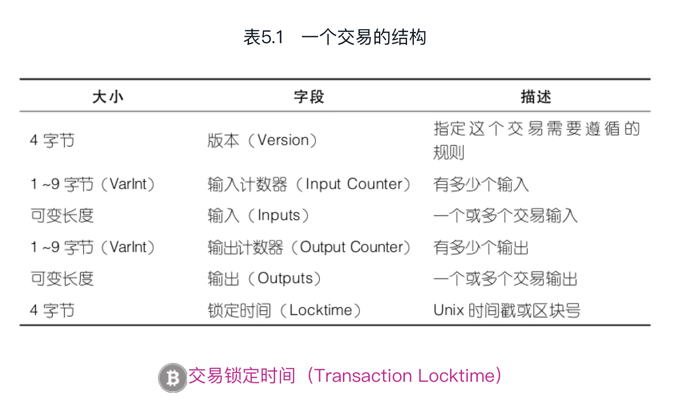 表5.1 一个交易的结构
大小 字段 描述
4 字节 版本（Version） 指定这个交易需要遵循的
规则
1 ~9 字节（VarInt） 输入计数器（Input Counter） 有多少个输入
可变长度 输入（Inputs） 一个或多个交易输入
1 ~9 字节（VarInt） 输出计数器（Output Counter） 有多少个输出
可变长度 输出（Outputs） 一个或多个交易输出
4 字节 锁定时间（Locktime） Unix 时间戳或区块号
交易锁定时间（Transaction Locktime）